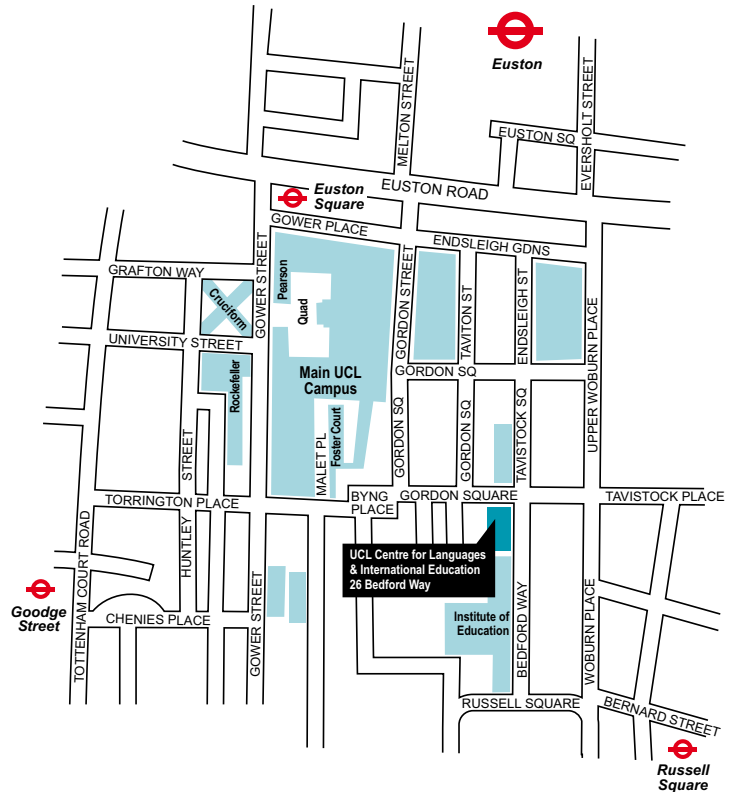 Euston
MELTON STREET
EVERSHOLT STREET
EUSTON SQ
EUSTON ROAD
Euston
Square
GOWER PLACE
ENDSLEIGH GDNS
GRAFTON WAY
Cruciform
GOWER STREET
Pearson
Quad
GORDON STREET
TAVITON ST
ENDSLEIGH ST
UPPER WOBURN PLACE
UNIVERSITY STREET
Rockefeller
Main UCL
Campus
GORDON SQ
MALET PL
Foster Court
GORDON SQ
GORDON SQ
TAVISTOCK SQ
HUNTLEY STREET
TORRINGTON PLACE
BYNG
PLACE
GORDON SQUARE
TAVISTOCK PLACE
TOTTENHAM COURT ROAD
UCL Centre for Languages
& International Education
26 Bedford Way
Goodge
Street
CHENIES PLACE
GOWER STREET
Institute of
Education
BEDFORD WAY
WOBURN PLACE
RUSSELL SQUARE
BERNARD STREET
Russell
Square